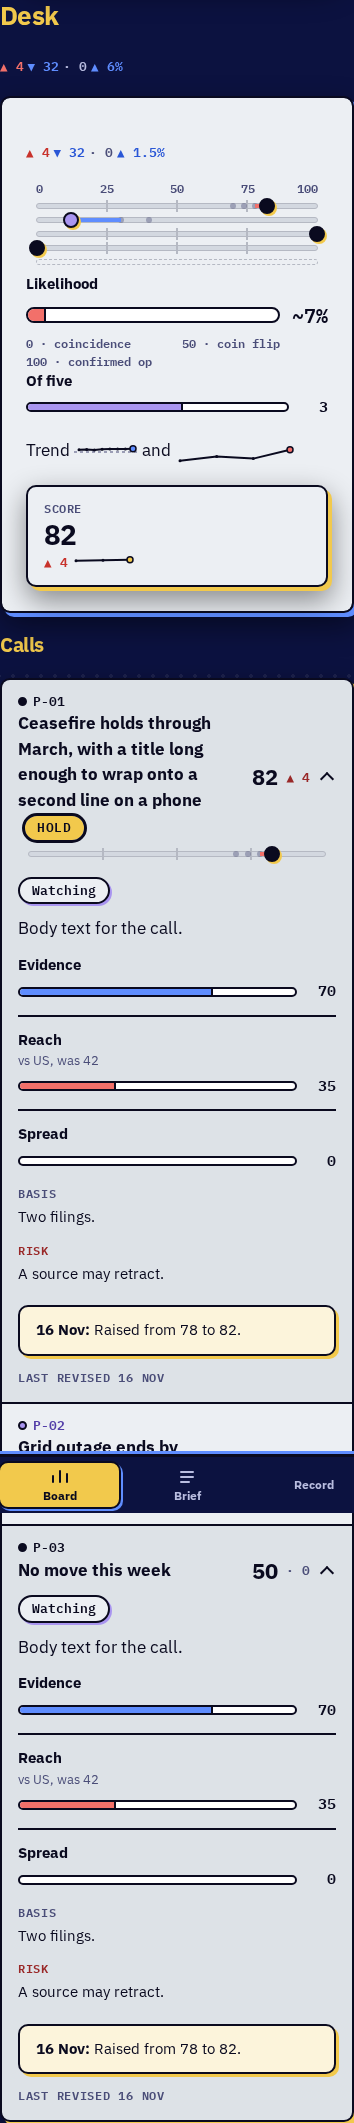 Desk
▲ 4 ▼ 32 · 0 ▲ 6%
▲ 4 ▼ 32 · 0 ▲ 1.5%
0 25 50 75 100
Likelihood
~7%
0 · coincidence 50 · coin flip
100 · confirmed op
Of five
3
Trend and
SCORE
82
▲ 4
Calls
P-01
Ceasefire holds through
March, with a title long
enough to wrap onto a
second line on a phone
82 ▲ 4
HOLD
Watching
Body text for the call.
Evidence
70
Reach
vs US, was 42
35
Spread
0
BASIS
Two filings.
RISK
A source may retract.
16 Nov: Raised from 78 to 82.
LAST REVISED 16 NOV
P-02
Grid outage ends by
Board Brief Record
P-03
No move this week
50 · 0
Watching
Body text for the call.
Evidence
70
Reach
vs US, was 42
35
Spread
0
BASIS
Two filings.
RISK
A source may retract.
16 Nov: Raised from 78 to 82.
LAST REVISED 16 NOV